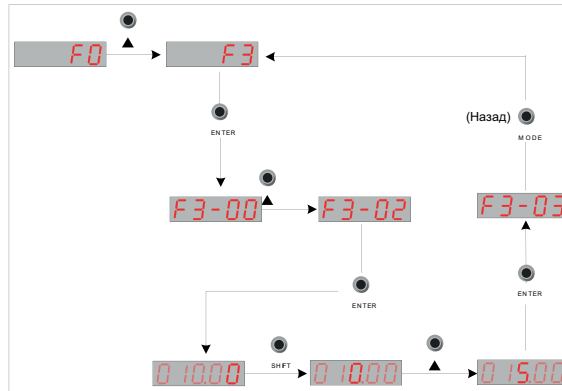 F0
F3
(Назад)
MODE
ENTER
F3-00
F3-02
F3-03
ENTER
ENTER
010.00
SHIFT
010.00
015.00